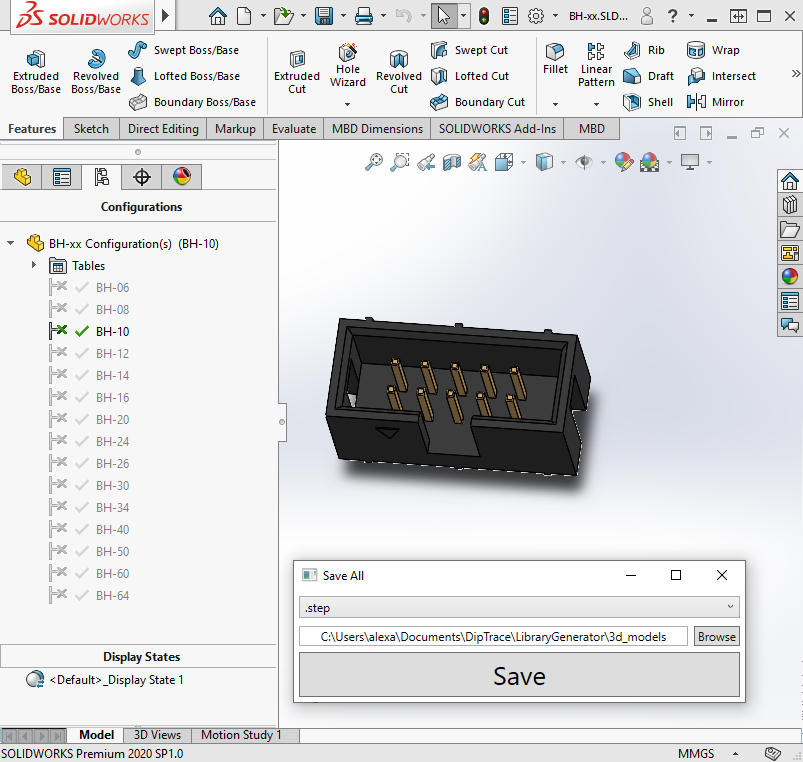 SOLIDWORKS
BH-xx.SLD...
?
Extruded Boss/Base
Revolved Boss/Base
Swept Boss/Base
Lofted Boss/Base
Boundary Boss/Base
Extruded Cut
Hole Wizard
Revolved Cut
Swept Cut
Lofted Cut
Boundary Cut
Fillet
Linear Pattern
Rib
Draft
Shell
Wrap
Intersect
Mirror
Features
Sketch
Direct Editing
Markup
Evaluate
MBD Dimensions
SOLIDWORKS Add-Ins
MBD
Configurations
BH-xx Configuration(s) (BH-10)
Tables
BH-06
BH-08
BH-10
BH-12
BH-14
BH-16
BH-20
BH-24
BH-26
BH-30
BH-34
BH-40
BH-50
BH-60
BH-64
Display States
<Default>_Display State 1
Save All
.step
C:\Users\alexa\Documents\DipTrace\LibraryGenerator\3d_models
Browse
Save
Model
3D Views
Motion Study 1
SOLIDWORKS Premium 2020 SP1.0
MMGS